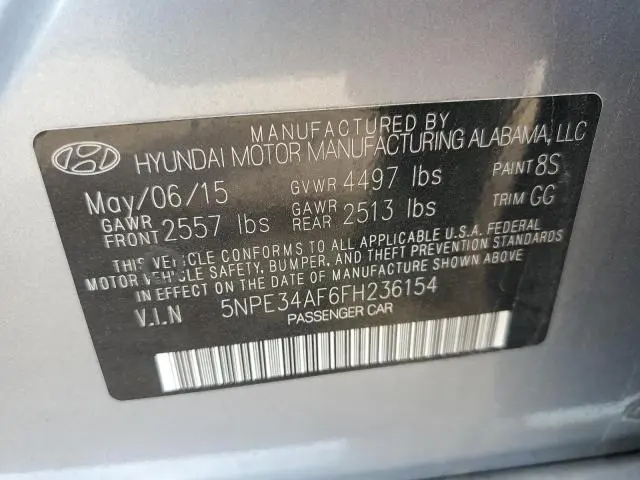 MANUFACTURED BY
HYUNDAI MOTOR MANUFACTURING ALABAMA, LLC
May/06/15 GVWR 4497 lbs PAINT 8S
GAWR FRONT 2557 lbs GAWR REAR 2513 lbs TRIM GG
THIS VEHICLE CONFORMS TO ALL APPLICABLE U.S.A. FEDERAL
MOTOR VEHICLE SAFETY, BUMPER, AND THEFT PREVENTION STANDARDS
IN EFFECT ON THE DATE OF MANUFACTURE SHOWN ABOVE.
V.I.N 5NPE34AF6FH236154
PASSENGER CAR